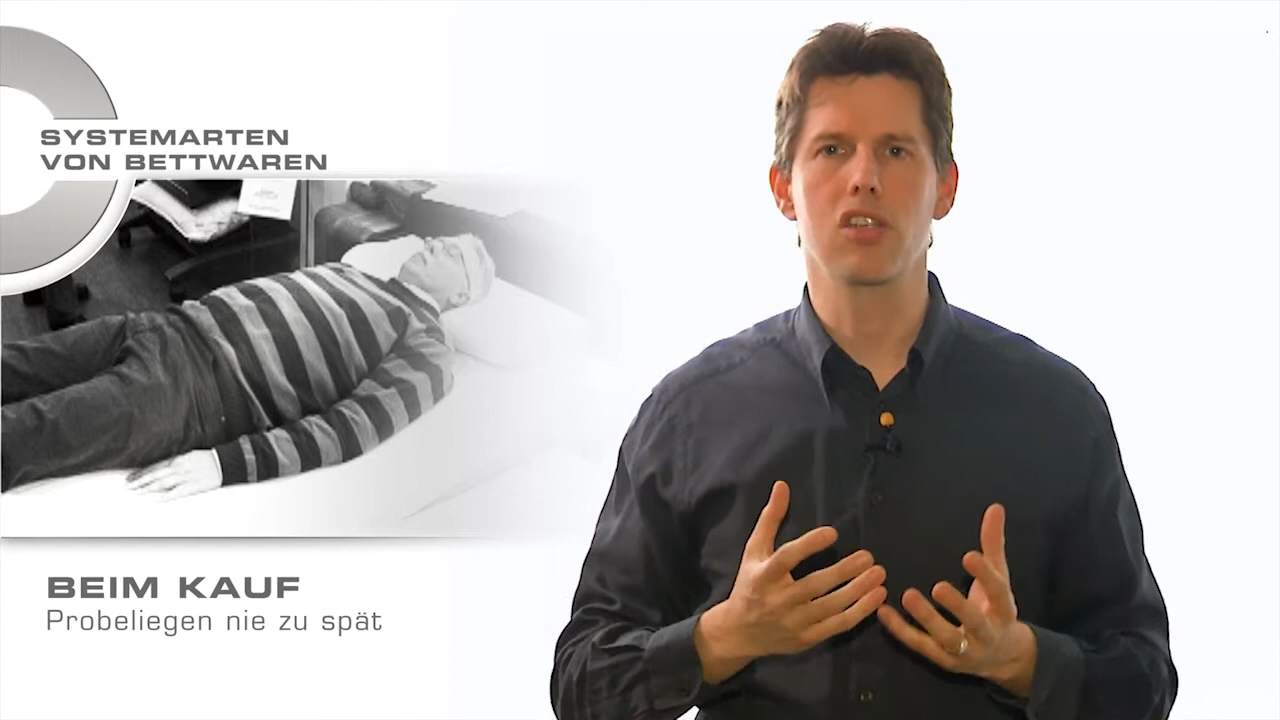 SYSTEMARTEN
VON BETTWAREN
BEIM KAUF
Probeliegen nie zu spät